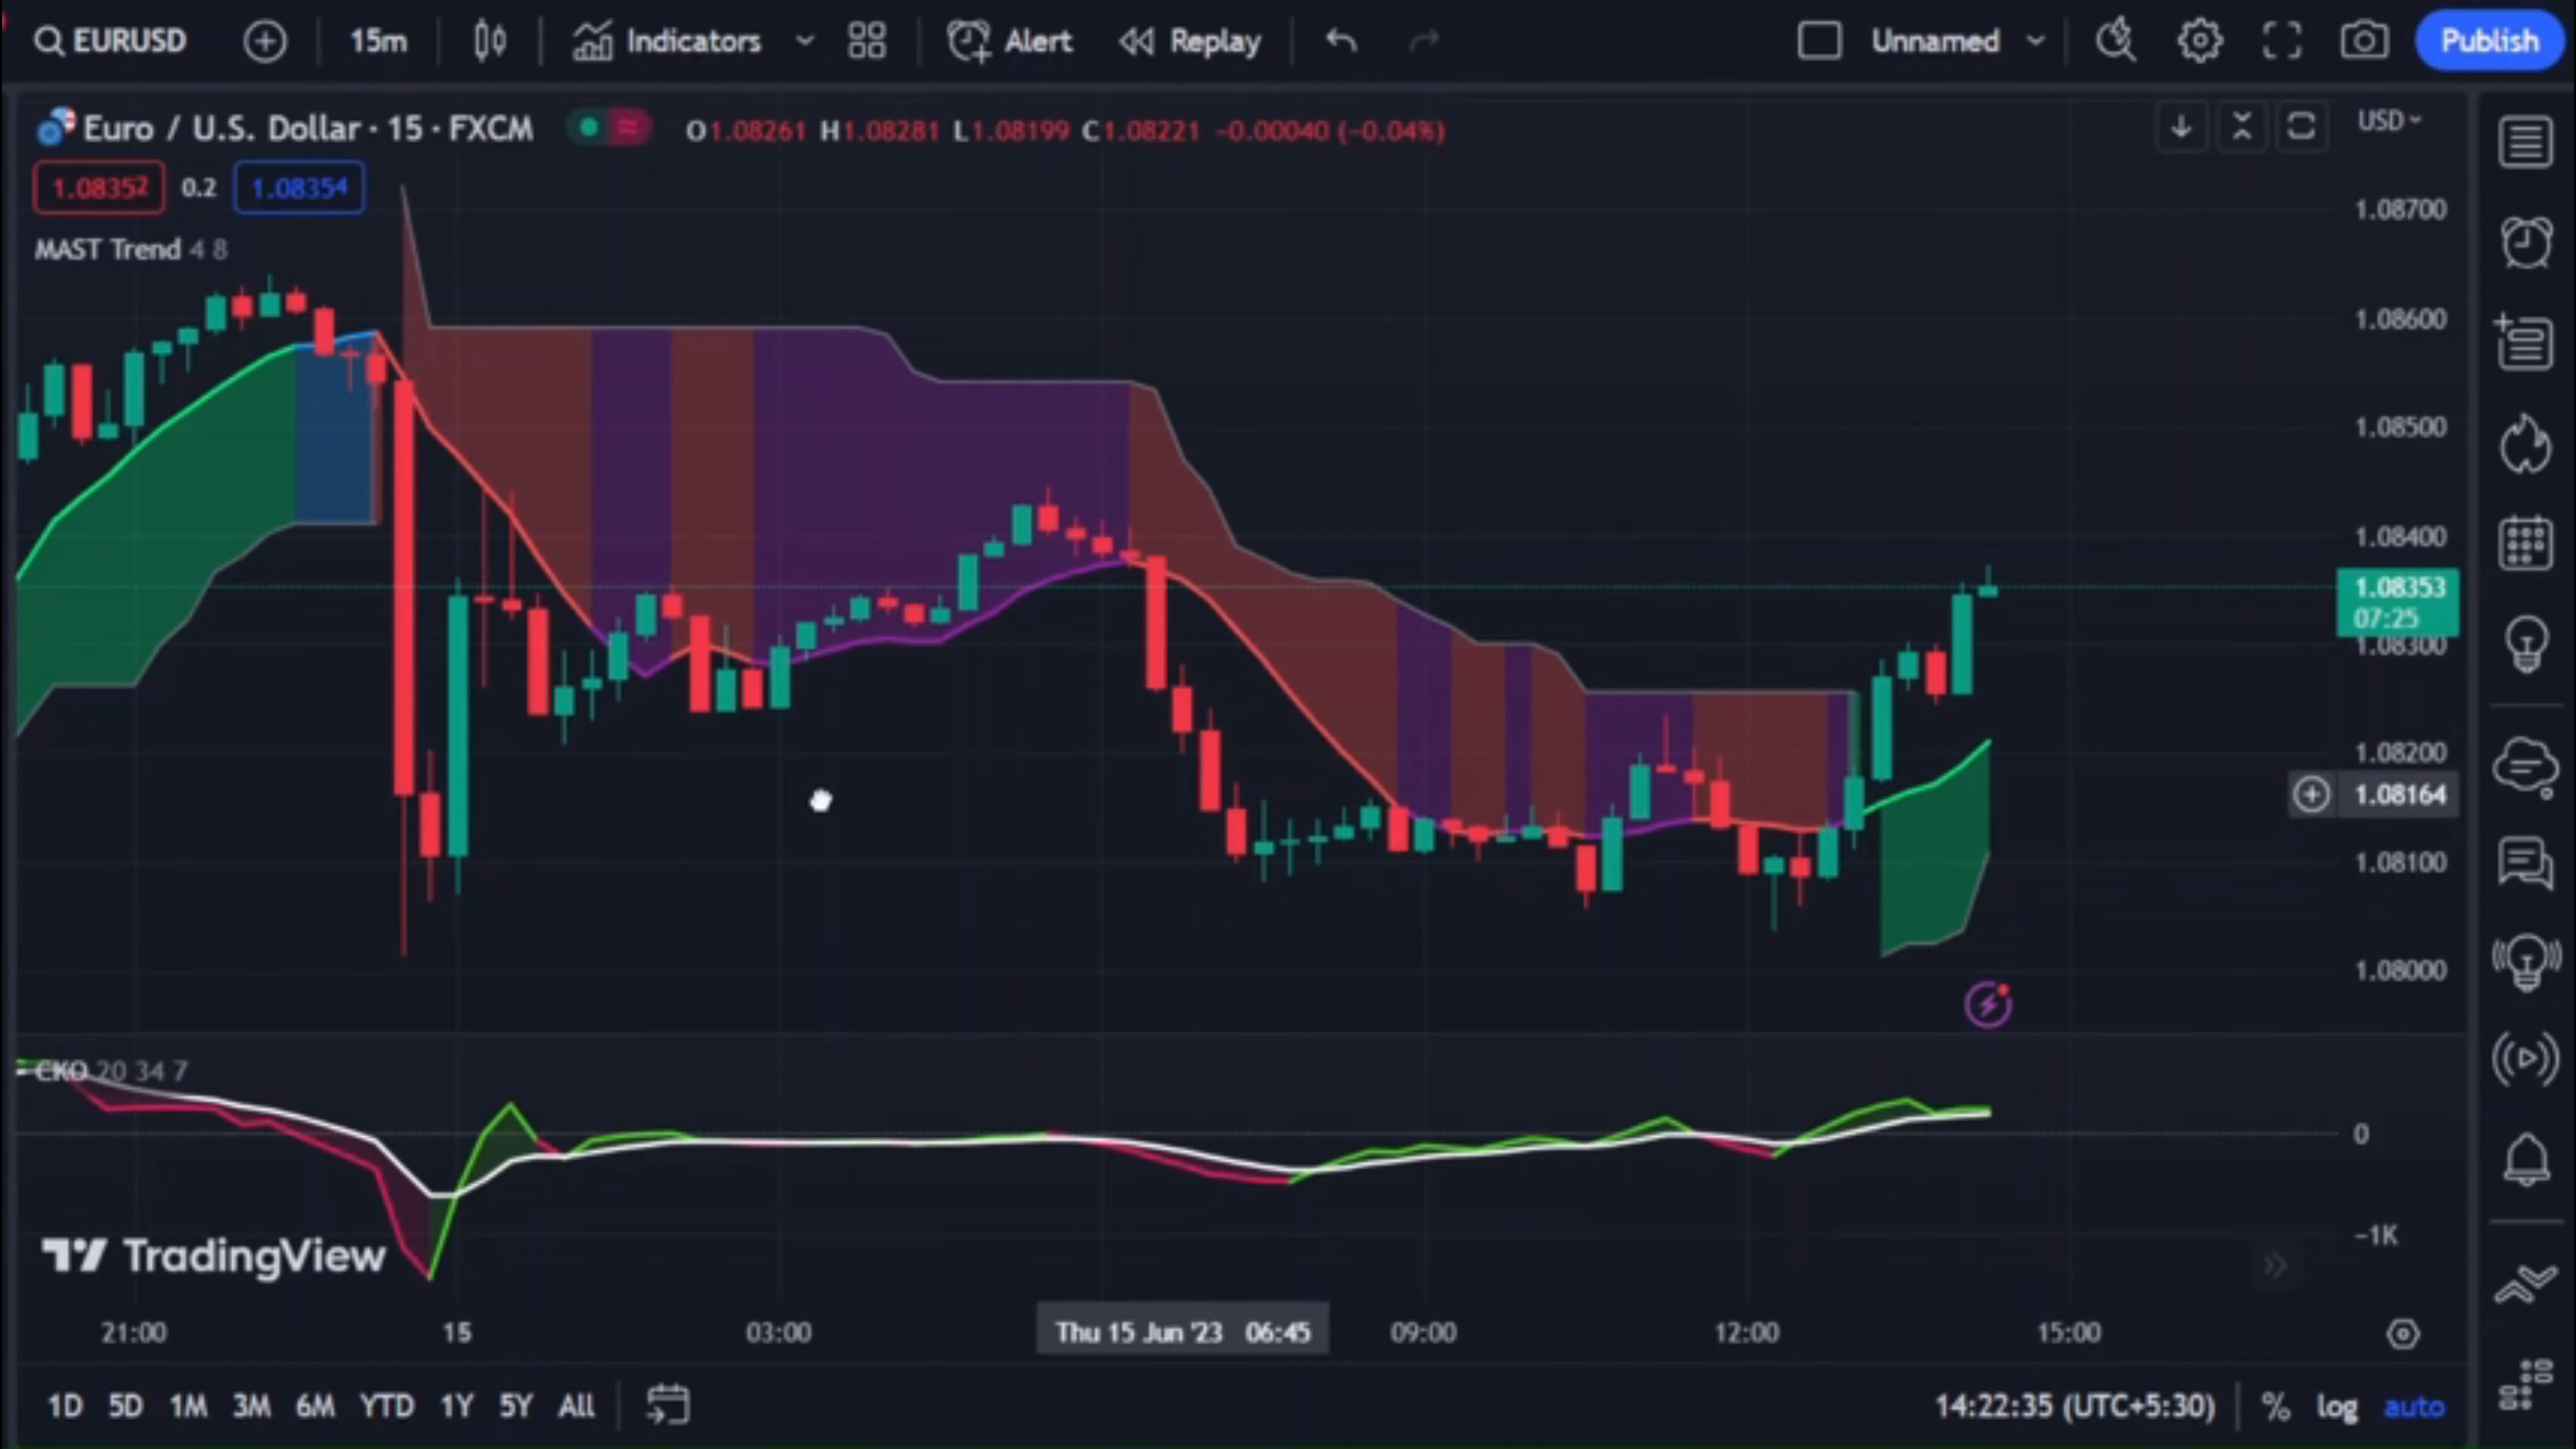 EURUSD 15m Indicators Alert Replay Unnamed Publish
Euro / U.S. Dollar · 15 · FXCM O1.08261 H1.08281 L1.08199 C1.08221 −0.00040 (−0.04%) USD
1.08352 0.2 1.08354
MAST Trend 4 8
1.08700
1.08600
1.08500
1.08400
1.08353
07:25
1.08300
1.08200
1.08164
1.08100
1.08000
CKO 20 34 7
0
−1K
TradingView
21:00 15 03:00 Thu 15 Jun '23 06:45 09:00 12:00 15:00
1D 5D 1M 3M 6M YTD 1Y 5Y All 14:22:35 (UTC+5:30) % log auto